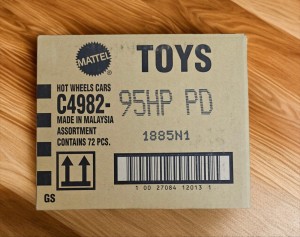 MATTEL
®
TOYS
HOT WHEELS CARS
C4982-
MADE IN MALAYSIA
ASSORTMENT
CONTAINS 72 PCS.
95HP PD
1885N1
1 00 27084 12013 1
GS